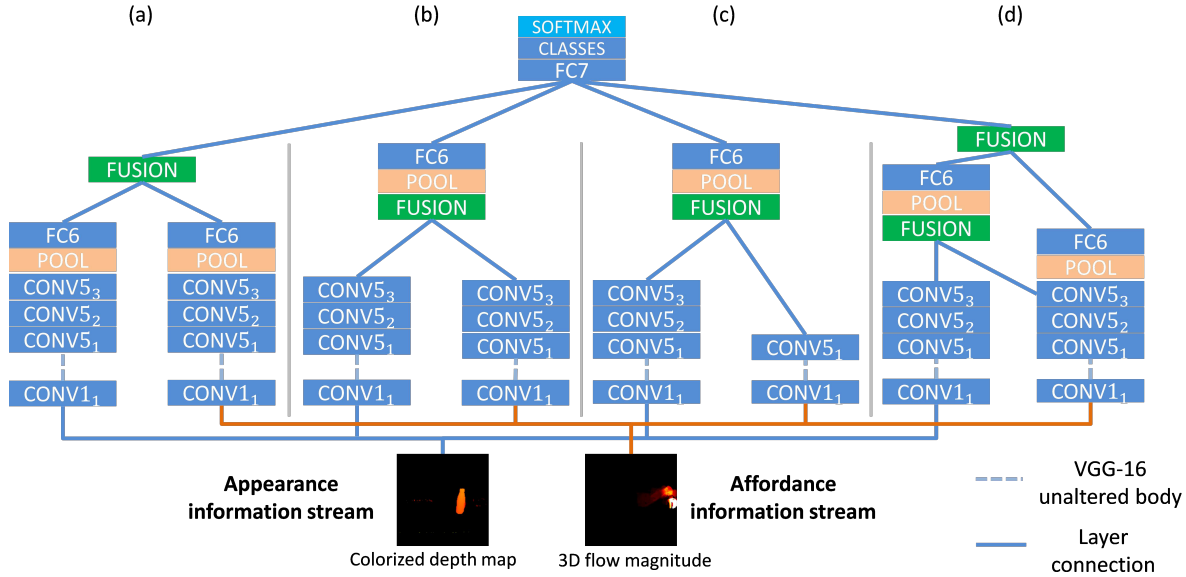 (a)
(b)
(c)
(d)
SOFTMAX
CLASSES
FC7
FUSION
FC6
POOL
CONV5₃
CONV5₂
CONV5₁
CONV1₁
FC6
POOL
CONV5₃
CONV5₂
CONV5₁
CONV1₁
FC6
POOL
FUSION
CONV5₃
CONV5₂
CONV5₁
CONV1₁
CONV5₃
CONV5₂
CONV5₁
CONV1₁
FC6
POOL
FUSION
CONV5₃
CONV5₂
CONV5₁
CONV1₁
CONV5₁
CONV1₁
FUSION
FC6
POOL
FUSION
CONV5₃
CONV5₂
CONV5₁
CONV1₁
FC6
POOL
CONV5₃
CONV5₂
CONV5₁
CONV1₁
Appearance
information stream
Colorized depth map
3D flow magnitude
Affordance
information stream
VGG-16
unaltered body
Layer
connection